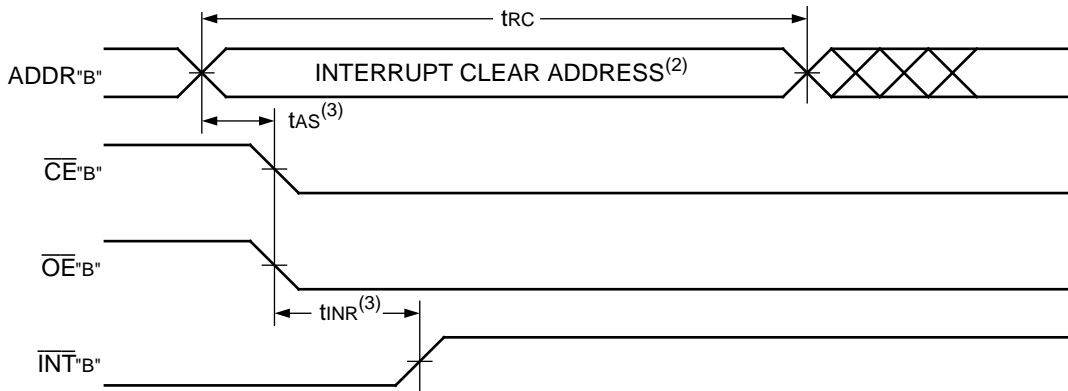 tRC
ADDR"B"
INTERRUPT CLEAR ADDRESS(2)
tAS(3)
CE"B"
OE"B"
tINR(3)
INT"B"